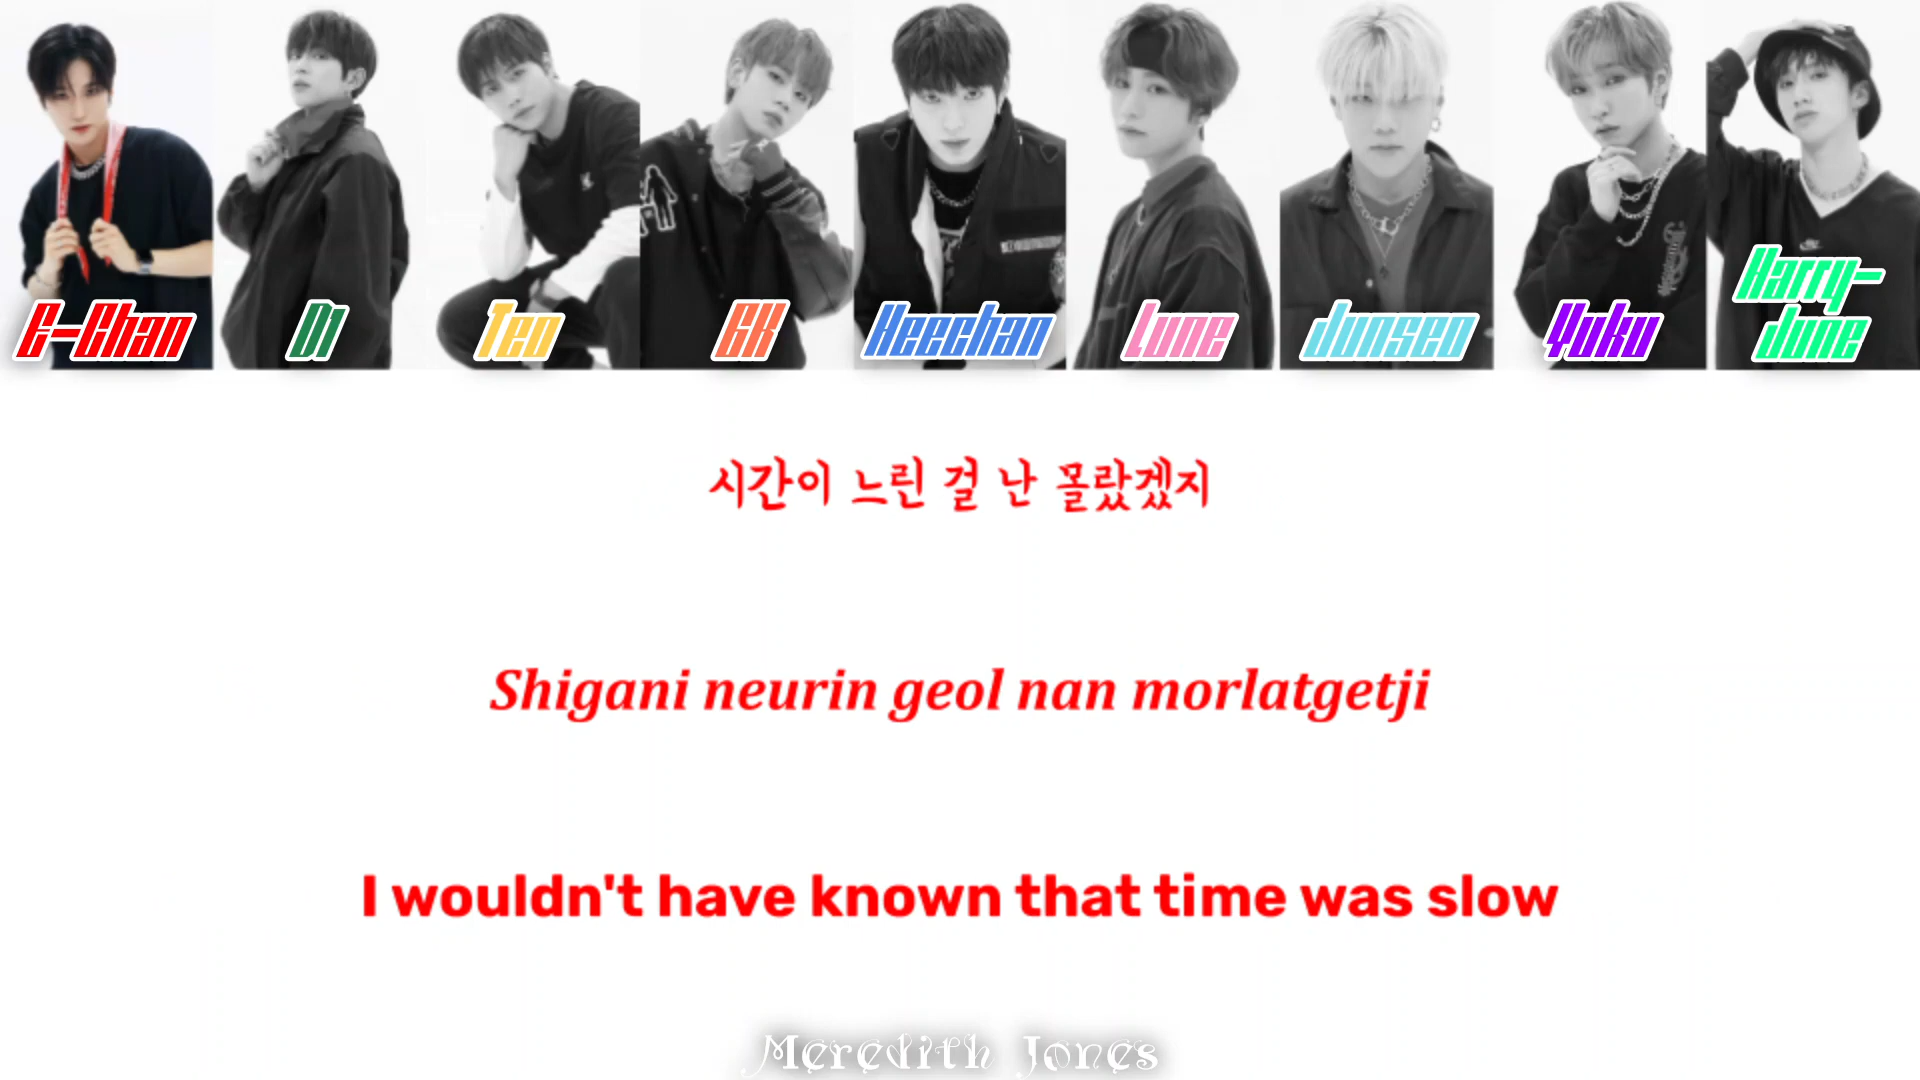 E-Chan
D1
Teo
GK
Heechan
Lune
Junseo
Yuku
Harry-
June
시간이 느린 걸 난 몰랐겠지
Shigani neurin geol nan morlatgetji
I wouldn't have known that time was slow
Meredith Jones